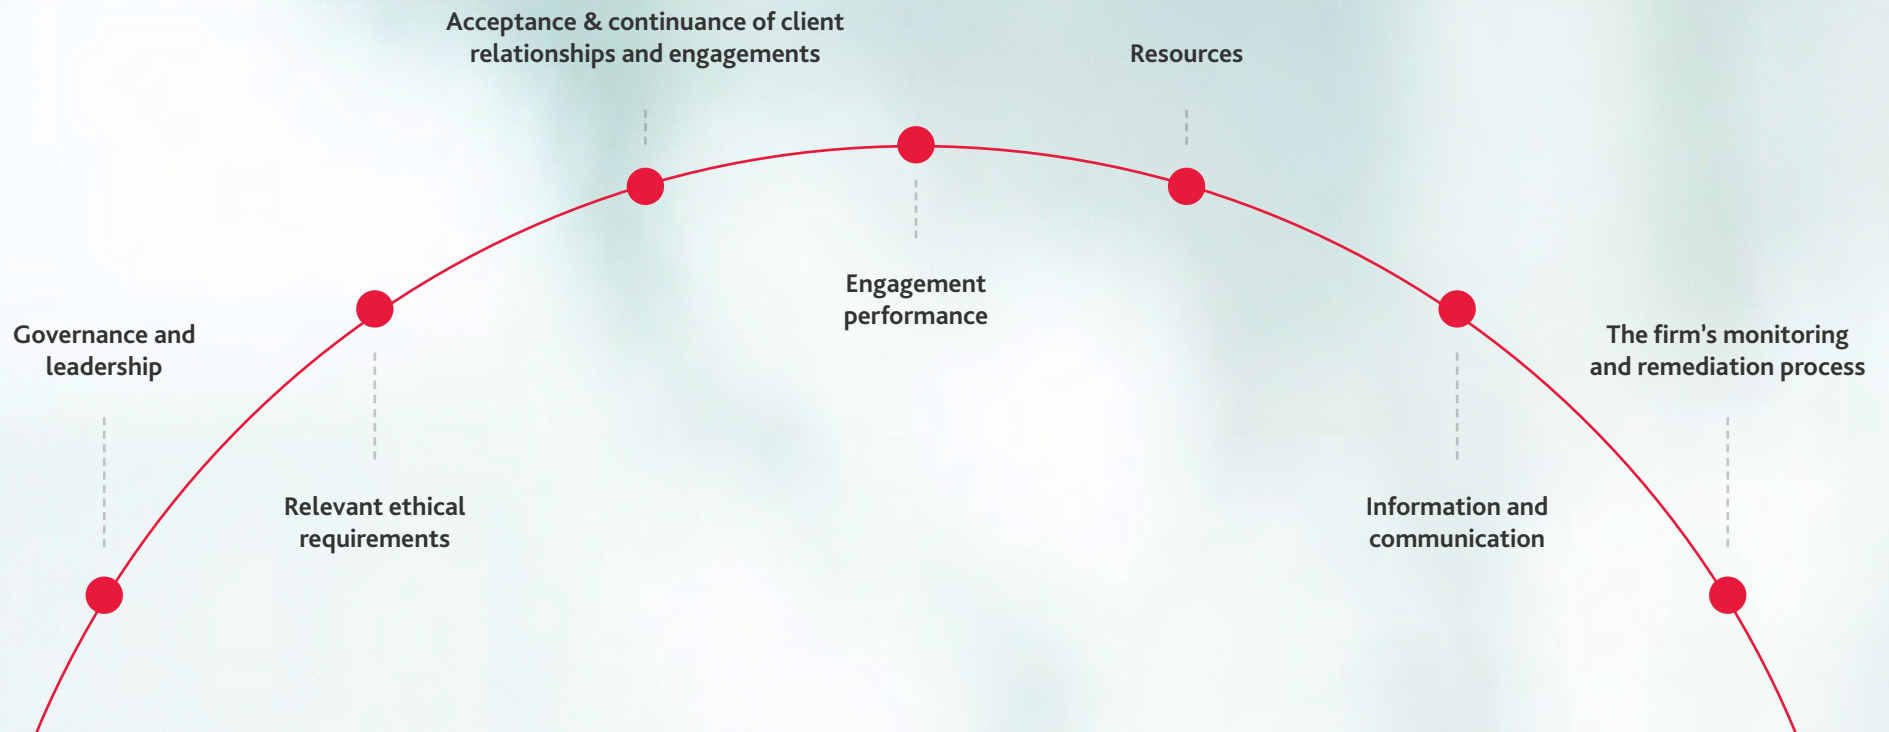 Governance and
leadership
Relevant ethical
requirements
Acceptance & continuance of client
relationships and engagements
Engagement
performance
Resources
Information and
communication
The firm's monitoring
and remediation process